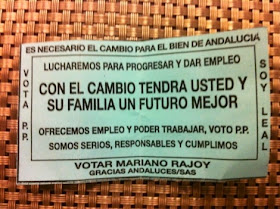 ES NECESARIO EL CAMBIO PARA EL BIEN DE ANDALUCIA
VOTA P.P.
LUCHAREMOS PARA PROGRESAR Y DAR EMPLEO
CON EL CAMBIO TENDRA USTED Y
SU FAMILIA UN FUTURO MEJOR
OFRECEMOS EMPLEO Y PODER TRABAJAR, VOTO P.P.
SOMOS SERIOS, RESPONSABLES Y CUMPLIMOS
SOY LEAL
VOTAR MARIANO RAJOY
GRACIAS ANDALUCES/SAS